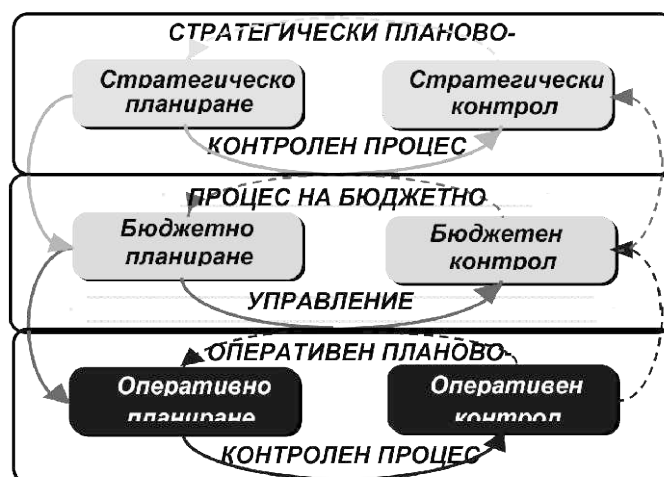 СТРАТЕГИЧЕСКИ ПЛАНОВО-
Стратегическо
планиране
Стратегически
контрол
КОНТРОЛЕН ПРОЦЕС
ПРОЦЕС НА БЮДЖЕТНО
Бюджетно
планиране
Бюджетен
контрол
УПРАВЛЕНИЕ
ОПЕРАТИВЕН ПЛАНОВО-
Оперативно
планиране
Оперативен
контрол
КОНТРОЛЕН ПРОЦЕС